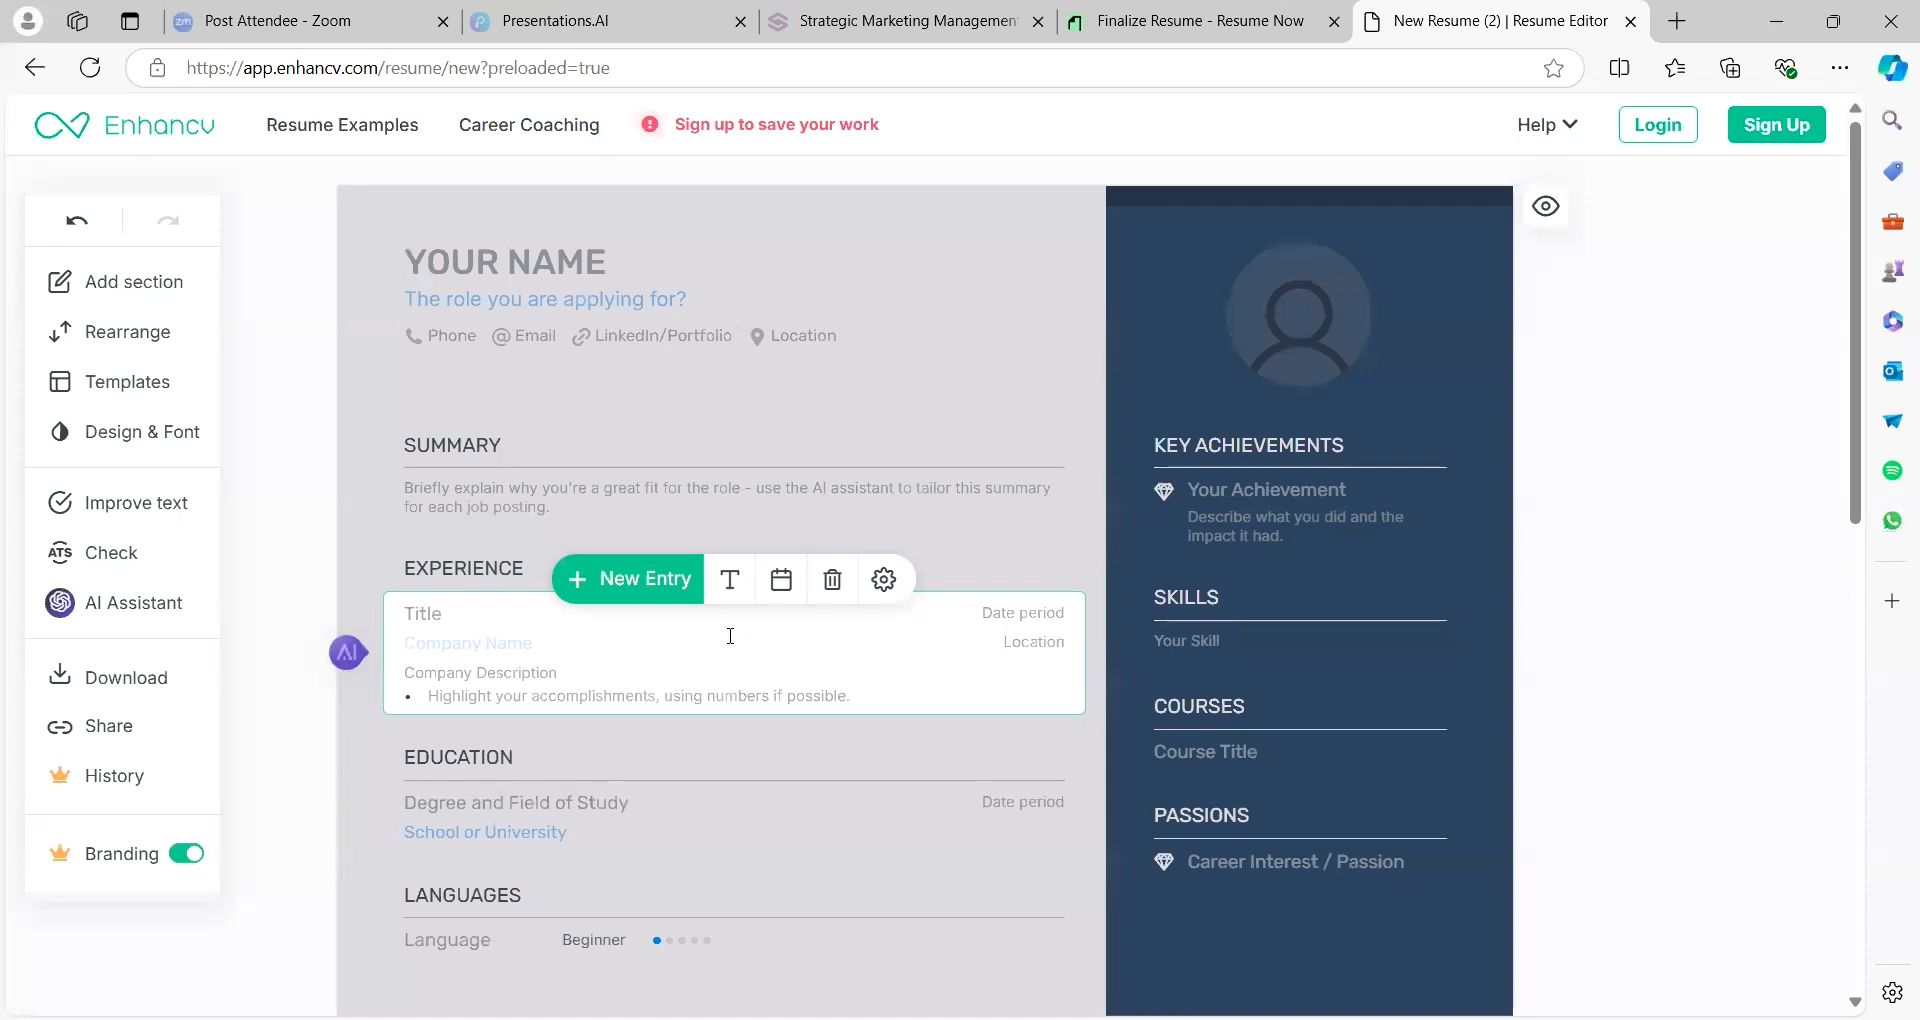 Post Attendee - Zoom
Presentations.AI
Strategic Marketing Managemen
Finalize Resume - Resume Now
New Resume (2) | Resume Editor
https://app.enhancv.com/resume/new?preloaded=true
Enhancv
Resume Examples
Career Coaching
Sign up to save your work
Help
Login
Sign Up
Add section
Rearrange
Templates
Design & Font
Improve text
ATS Check
AI Assistant
Download
Share
History
Branding
YOUR NAME
The role you are applying for?
Phone @ Email LinkedIn/Portfolio Location
SUMMARY
Briefly explain why you're a great fit for the role - use the AI assistant to tailor this summary
for each job posting.
EXPERIENCE
+ New Entry T
Title Date period
AI
Company Name Location
Company Description
• Highlight your accomplishments, using numbers if possible.
EDUCATION
Degree and Field of Study Date period
School or University
LANGUAGES
Language Beginner
KEY ACHIEVEMENTS
Your Achievement
Describe what you did and the
impact it had.
SKILLS
Your Skill
COURSES
Course Title
PASSIONS
Career Interest / Passion